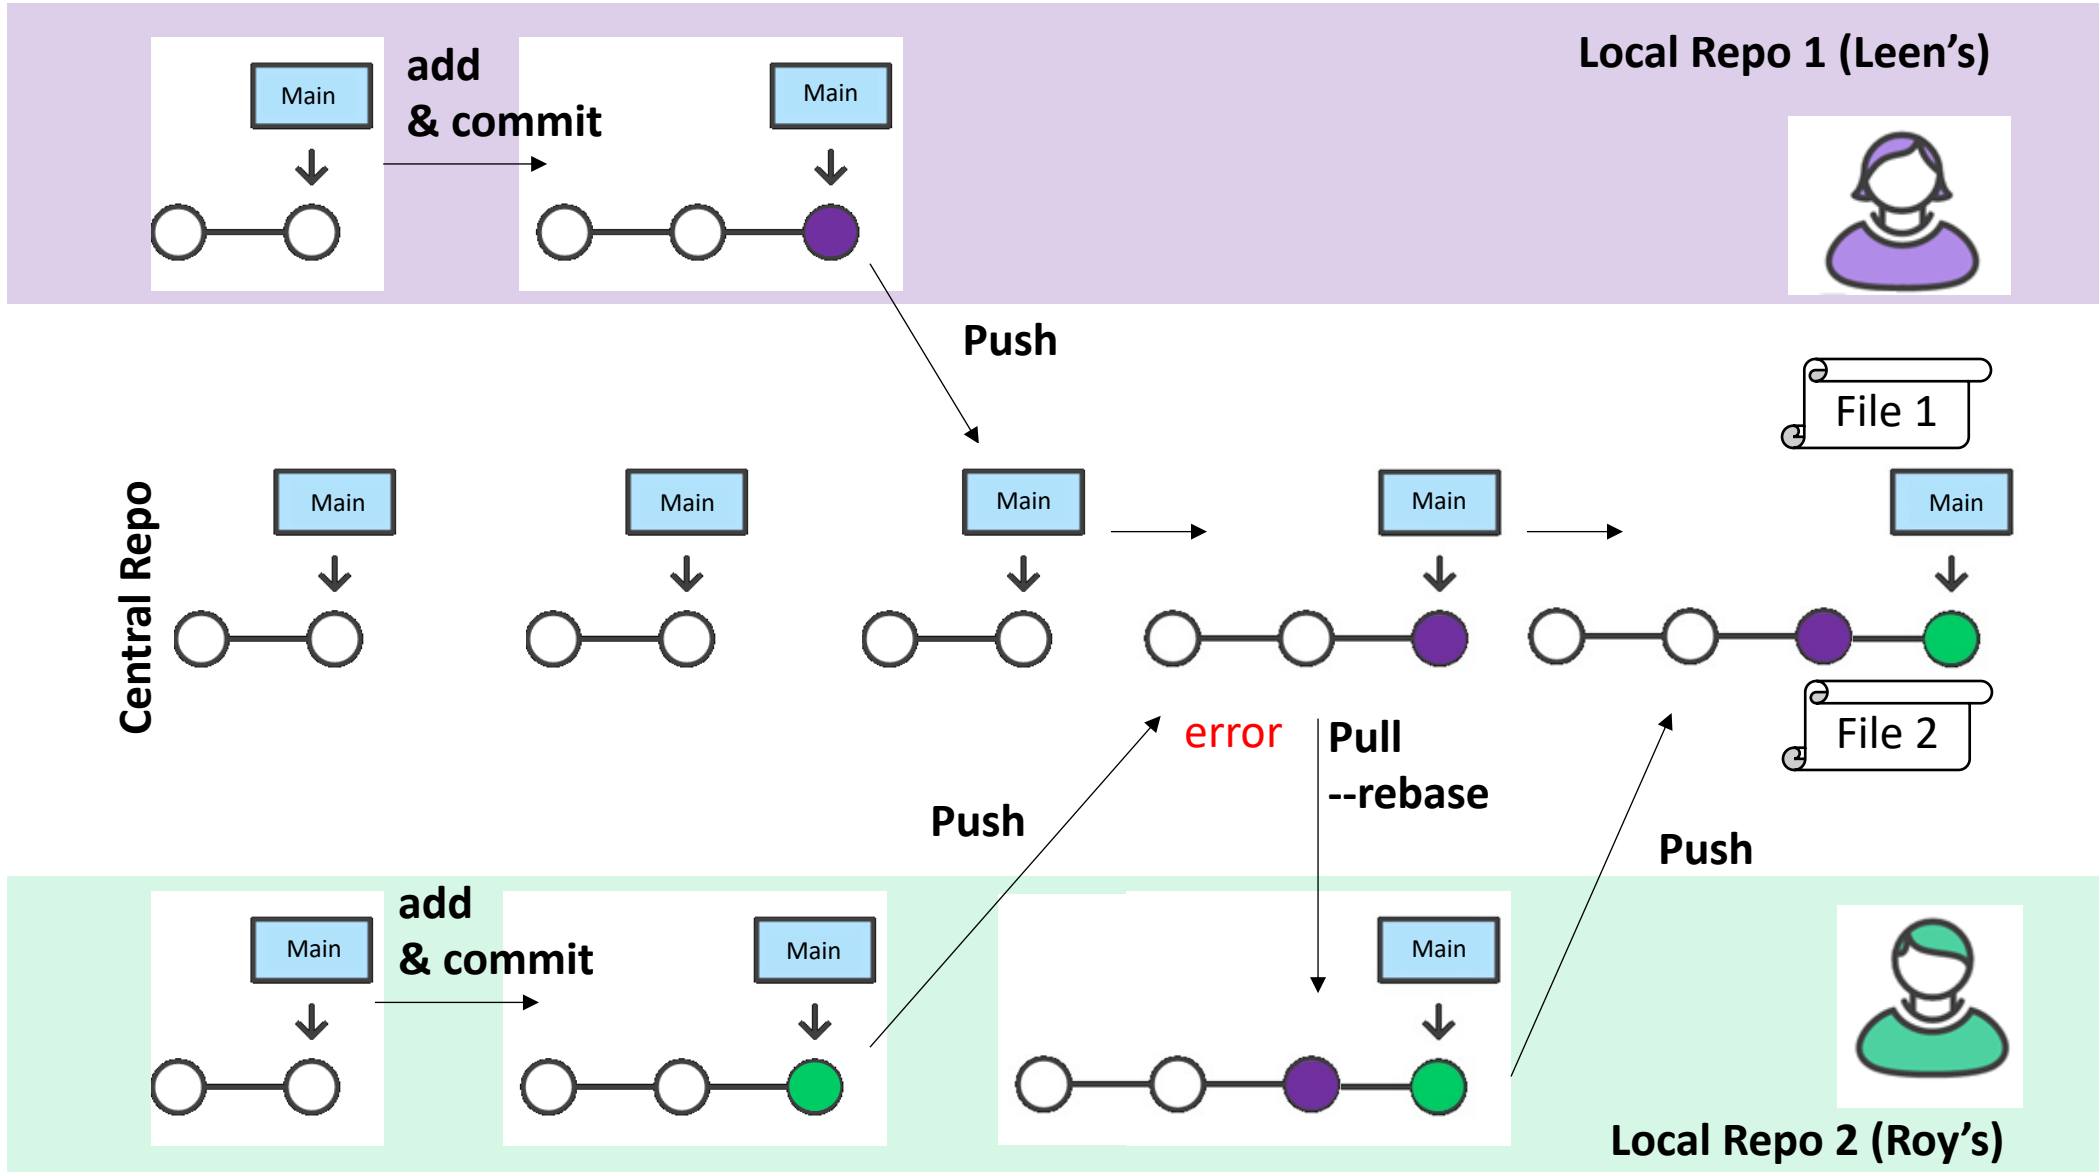 Local Repo 1 (Leen’s)
Main
add
& commit
Main
Push
File 1
Central Repo
Main
Main
Main
Main
Main
error
Pull
--rebase
File 2
Push
Push
Main
add
& commit
Main
Main
Local Repo 2 (Roy’s)